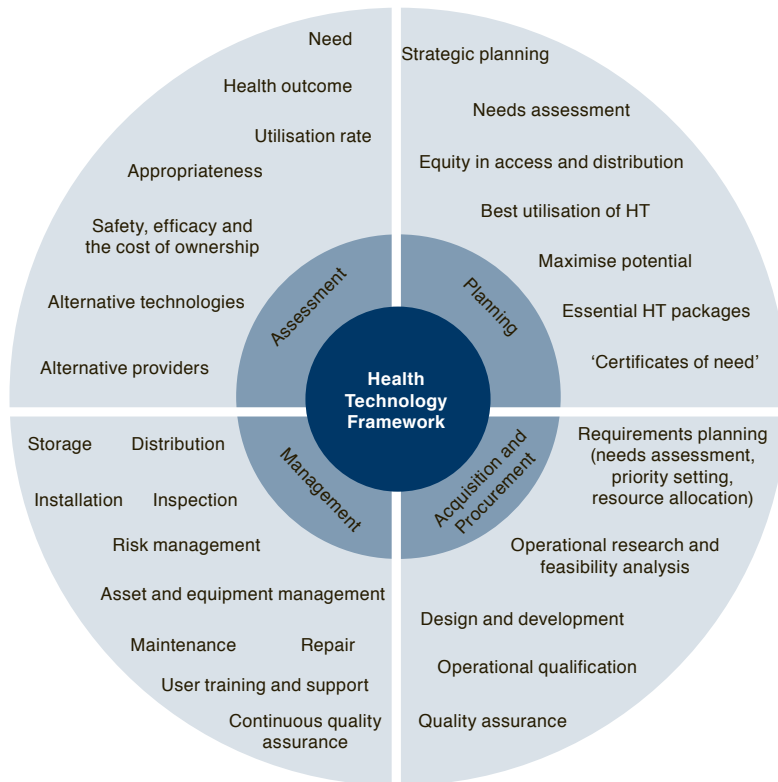 Need
Health outcome
Utilisation rate
Appropriateness
Safety, efficacy and
the cost of ownership
Alternative technologies
Alternative providers
Assessment
Strategic planning
Needs assessment
Equity in access and distribution
Best utilisation of HT
Maximise potential
Essential HT packages
‘Certificates of need’
Planning
Health
Technology
Framework
Management
Storage
Distribution
Installation
Inspection
Risk management
Asset and equipment management
Maintenance
Repair
User training and support
Continuous quality
assurance
Acquisition and
Procurement
Requirements planning
(needs assessment,
priority setting,
resource allocation)
Operational research and
feasibility analysis
Design and development
Operational qualification
Quality assurance